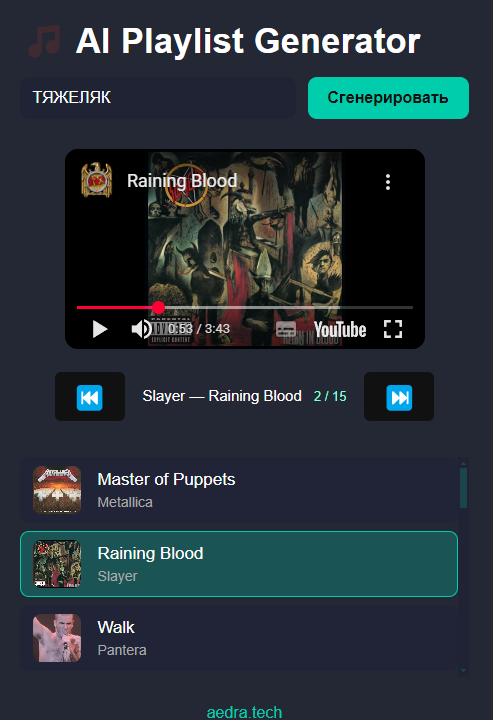 AI Playlist Generator
ТЯЖЕЛЯК
Сгенерировать
Raining Blood
0:53 / 3:43
YouTube
Slayer — Raining Blood 2 / 15
Master of Puppets
Metallica
Raining Blood
Slayer
Walk
Pantera
aedra.tech